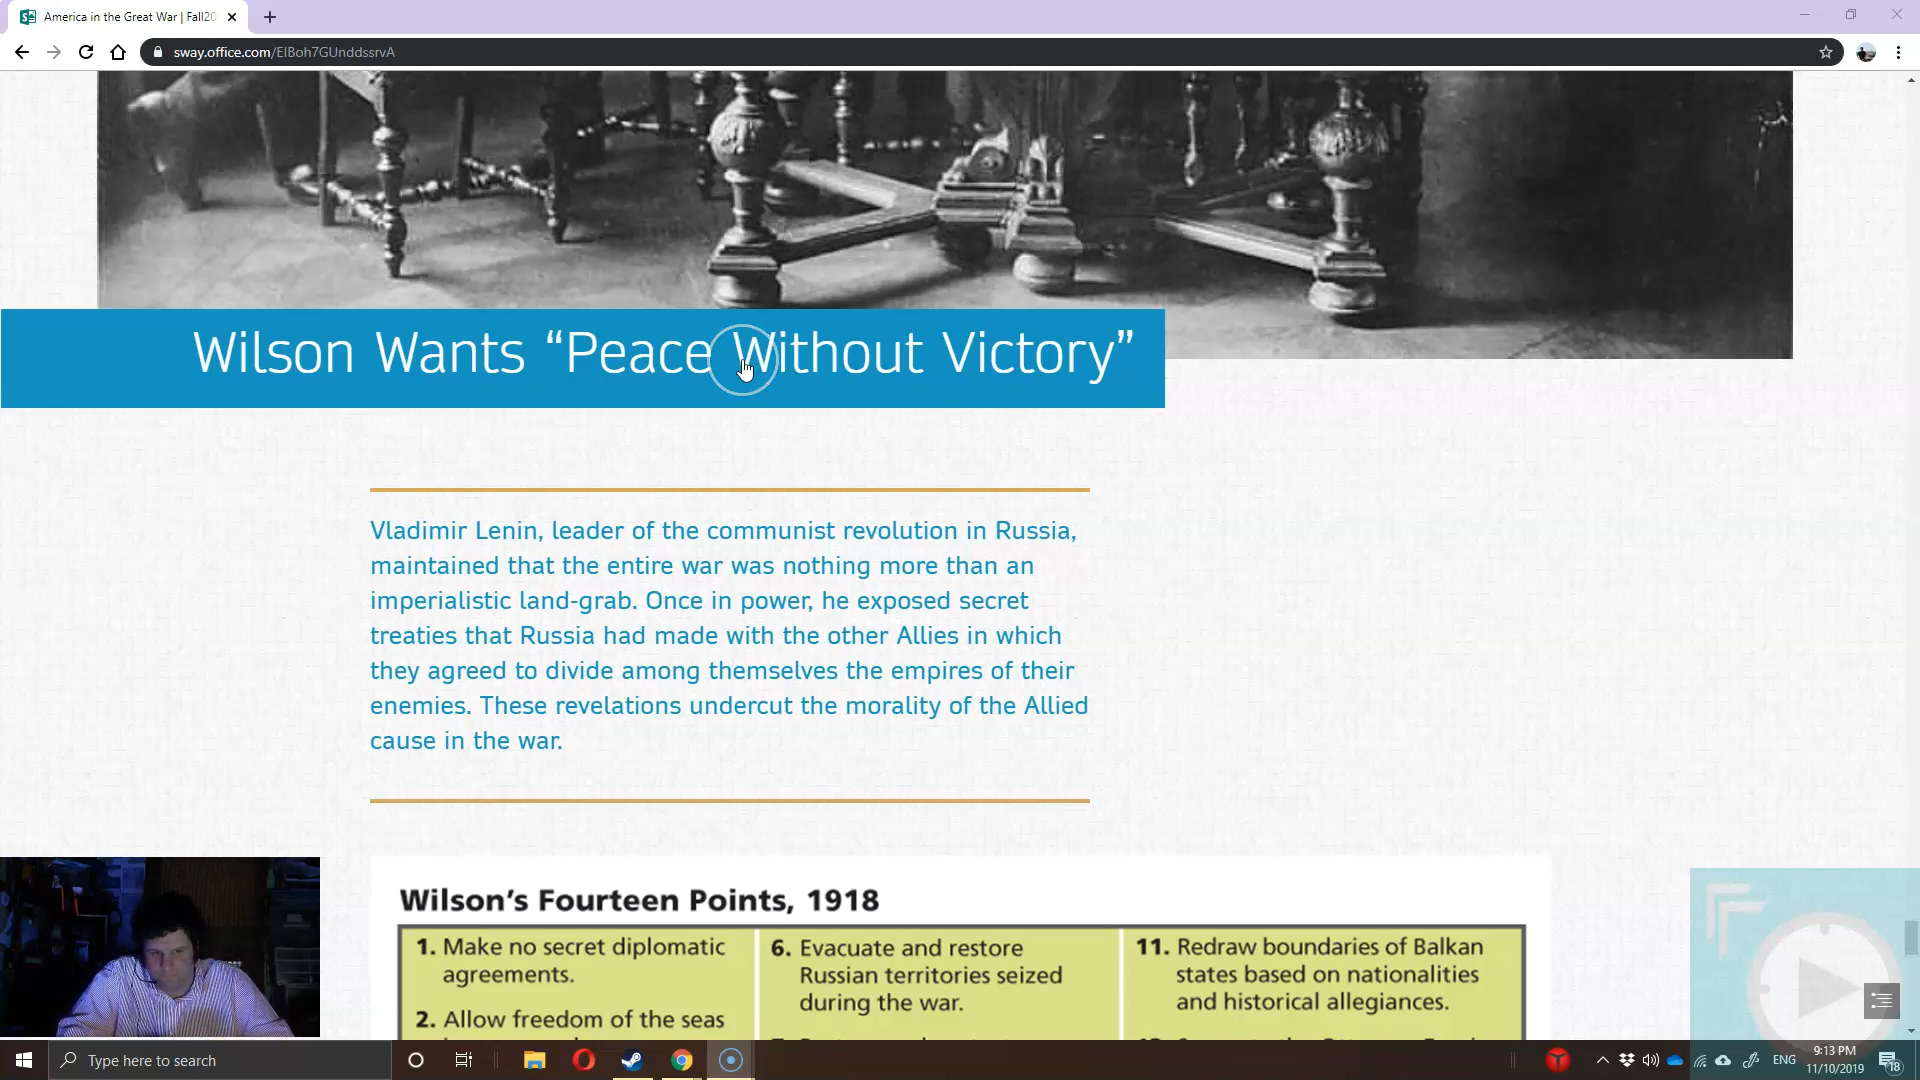 America in the Great War | Fall20
sway.office.com/ElBoh7GUnddssrvA
Wilson Wants “Peace Without Victory”
Vladimir Lenin, leader of the communist revolution in Russia,
maintained that the entire war was nothing more than an
imperialistic land-grab. Once in power, he exposed secret
treaties that Russia had made with the other Allies in which
they agreed to divide among themselves the empires of their
enemies. These revelations undercut the morality of the Allied
cause in the war.
Wilson’s Fourteen Points, 1918
1. Make no secret diplomatic
agreements.
2. Allow freedom of the seas
6. Evacuate and restore
Russian territories seized
during the war.
11. Redraw boundaries of Balkan
states based on nationalities
and historical allegiances.
Type here to search
ENG
9:13 PM
11/10/2019
18